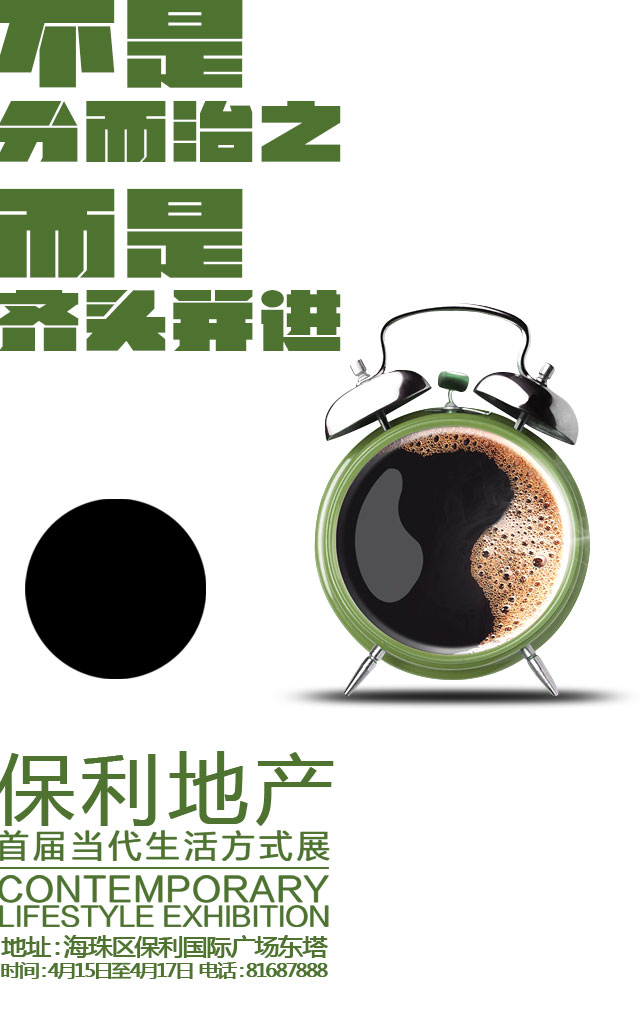 不是
分而治之
而是
齐头并进
保利地产
首届当代生活方式展
CONTEMPORARY
LIFESTYLE EXHIBITION
地址:海珠区保利国际广场东塔
时间:4月15日至4月17日 电话:81687888